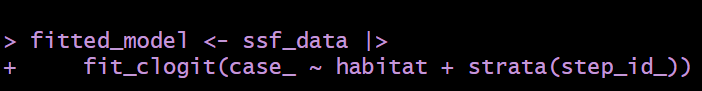 > fitted_model <- ssf_data |>
+     fit_clogit(case_ ~ habitat + strata(step_id_))